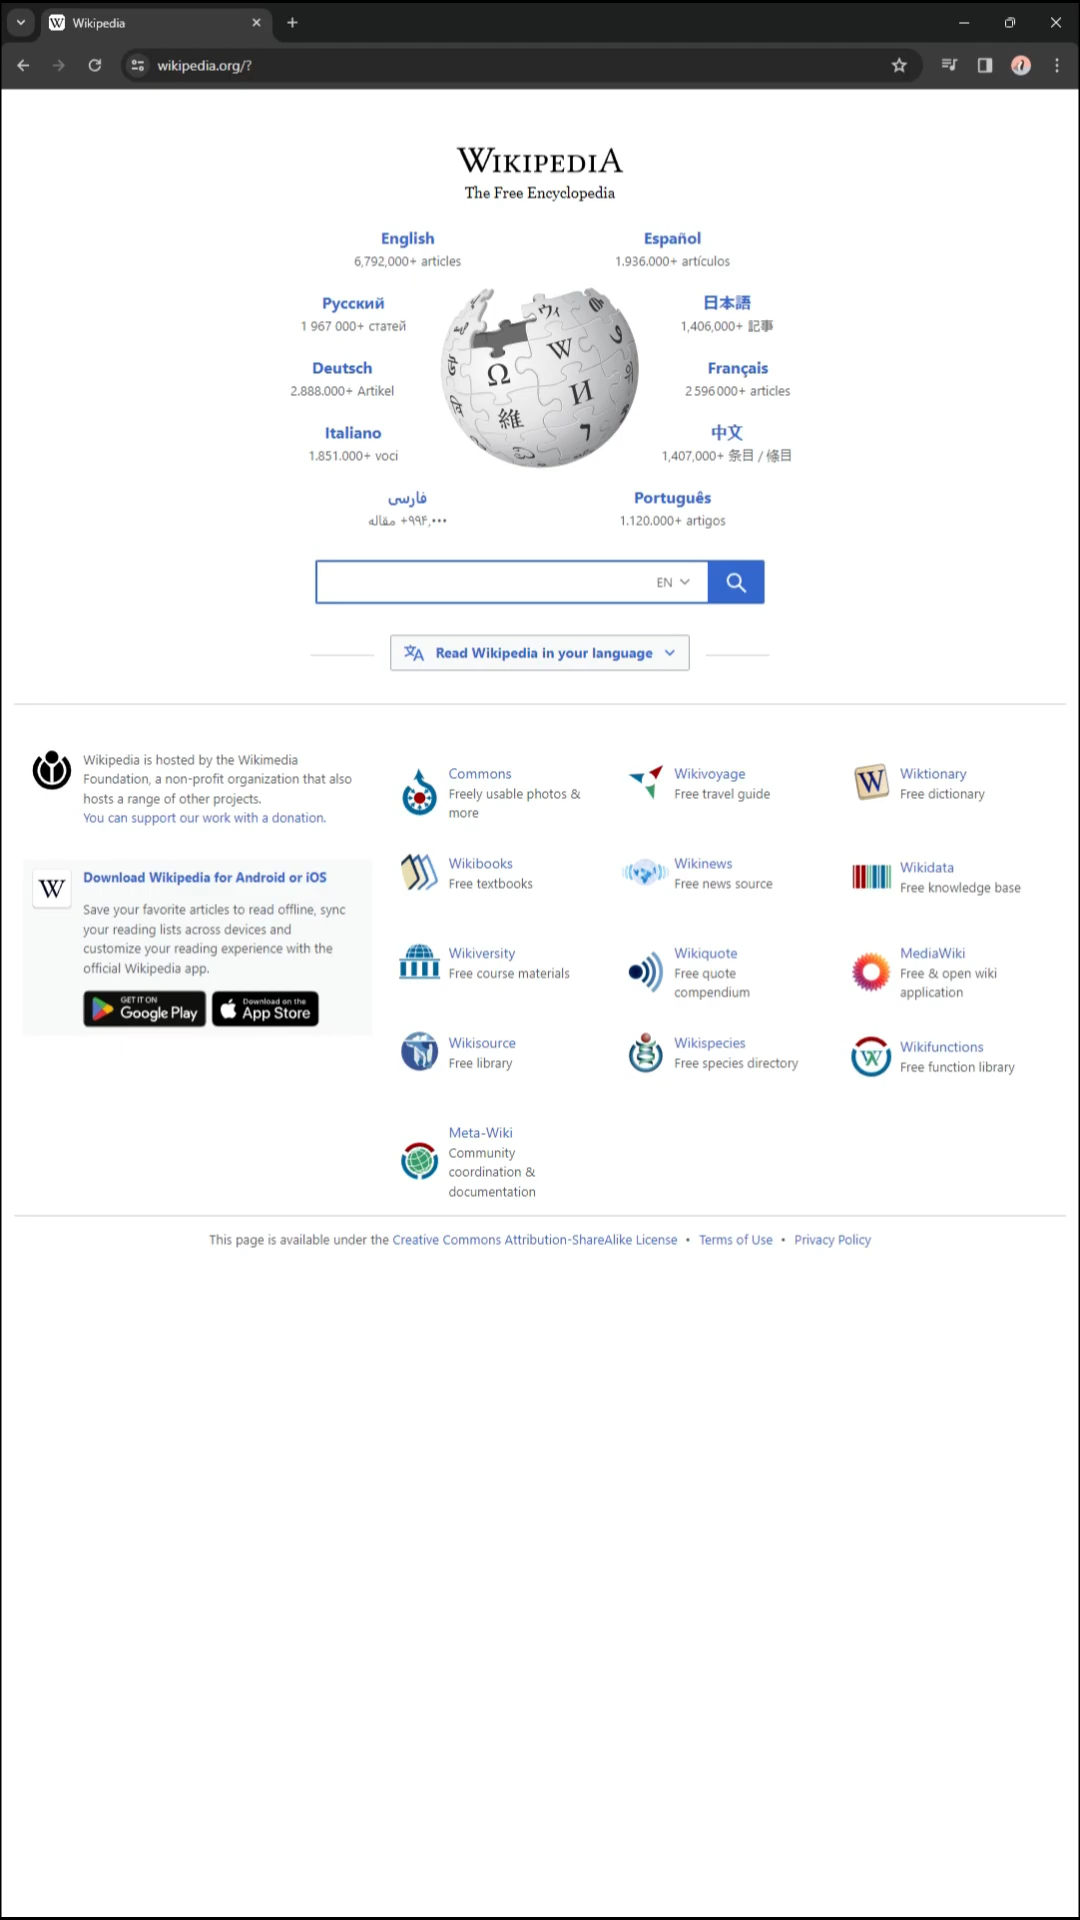 Wikipedia
wikipedia.org/?
WIKIPEDIA
The Free Encyclopedia
English
6,792,000+ articles
Español
1.936.000+ artículos
Русский
1 967 000+ статей
日本語
1,406,000+ 記事
Deutsch
2.888.000+ Artikel
Français
2 596 000+ articles
Italiano
1.851.000+ voci
中文
1,407,000+ 条目 / 條目
فارسی
۹۹۴٬۰۰۰+ مقاله
Português
1.120.000+ artigos
Ω
W
И
維
ウィ
EN
Read Wikipedia in your language
Wikipedia is hosted by the Wikimedia
Foundation, a non-profit organization that also
hosts a range of other projects.
You can support our work with a donation.
W
Download Wikipedia for Android or iOS
Save your favorite articles to read offline, sync
your reading lists across devices and
customize your reading experience with the
official Wikipedia app.
GET IT ON
Google Play
Download on the
App Store
Commons
Freely usable photos &
more
Wikivoyage
Free travel guide
W
Wiktionary
Free dictionary
Wikibooks
Free textbooks
Wikinews
Free news source
Wikidata
Free knowledge base
Wikiversity
Free course materials
Wikiquote
Free quote
compendium
MediaWiki
Free & open wiki
application
Wikisource
Free library
Wikispecies
Free species directory
W
Wikifunctions
Free function library
Meta-Wiki
Community
coordination &
documentation
This page is available under the Creative Commons Attribution-ShareAlike License • Terms of Use • Privacy Policy